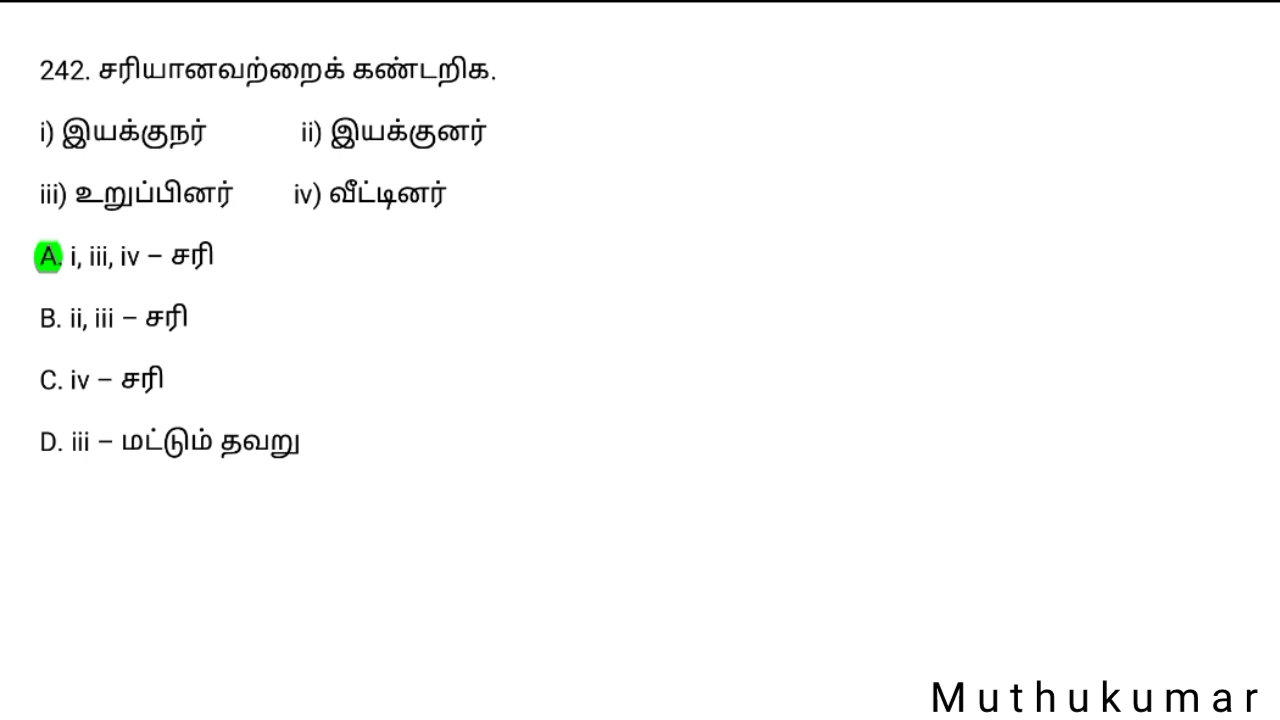 242. சரியானவற்றைக் கண்டறிக.
i) இயக்குநர் ii) இயக்குனர்
iii) உறுப்பினர் iv) வீட்டினர்
A. i, iii, iv – சரி
B. ii, iii – சரி
C. iv – சரி
D. iii – மட்டும் தவறு
Muthukumar